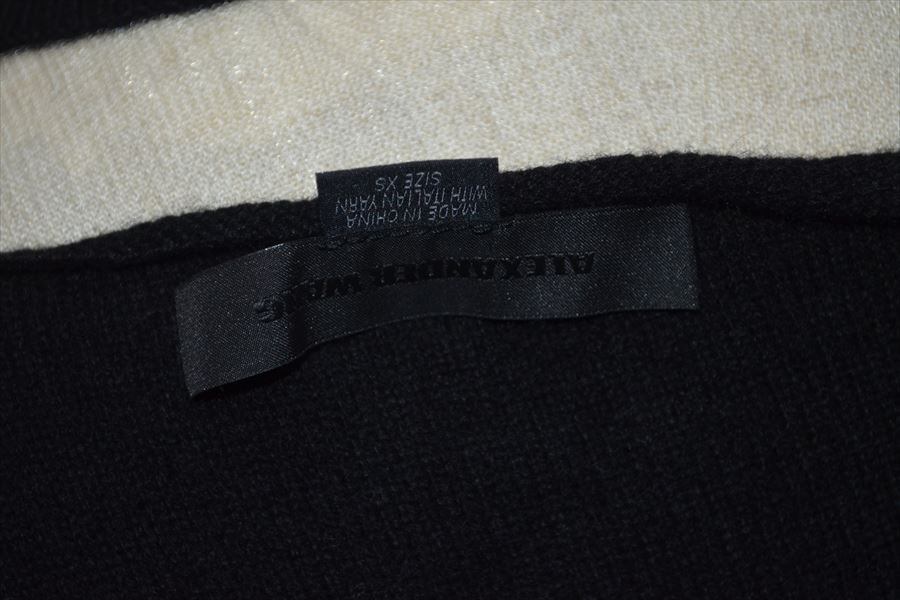 ALEXANDER WANG
MADE IN CHINA
WITH ITALIAN YARN
SIZE XS